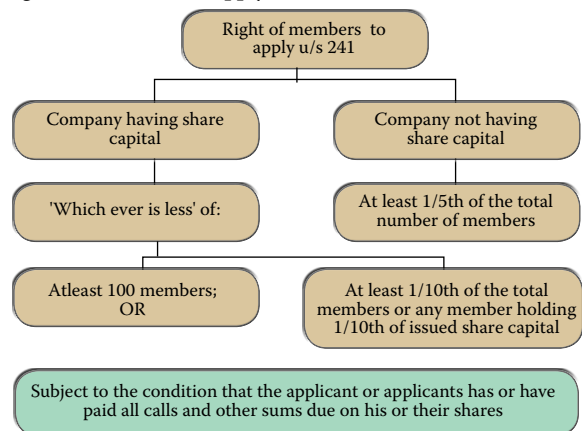 Right of members to
apply u/s 241
Company having share
capital
Company not having
share capital
'Which ever is less' of:
At least 1/5th of the total
number of members
Atleast 100 members;
OR
At least 1/10th of the total
members or any member holding
1/10th of issued share capital
Subject to the condition that the applicant or applicants has or have
paid all calls and other sums due on his or their shares